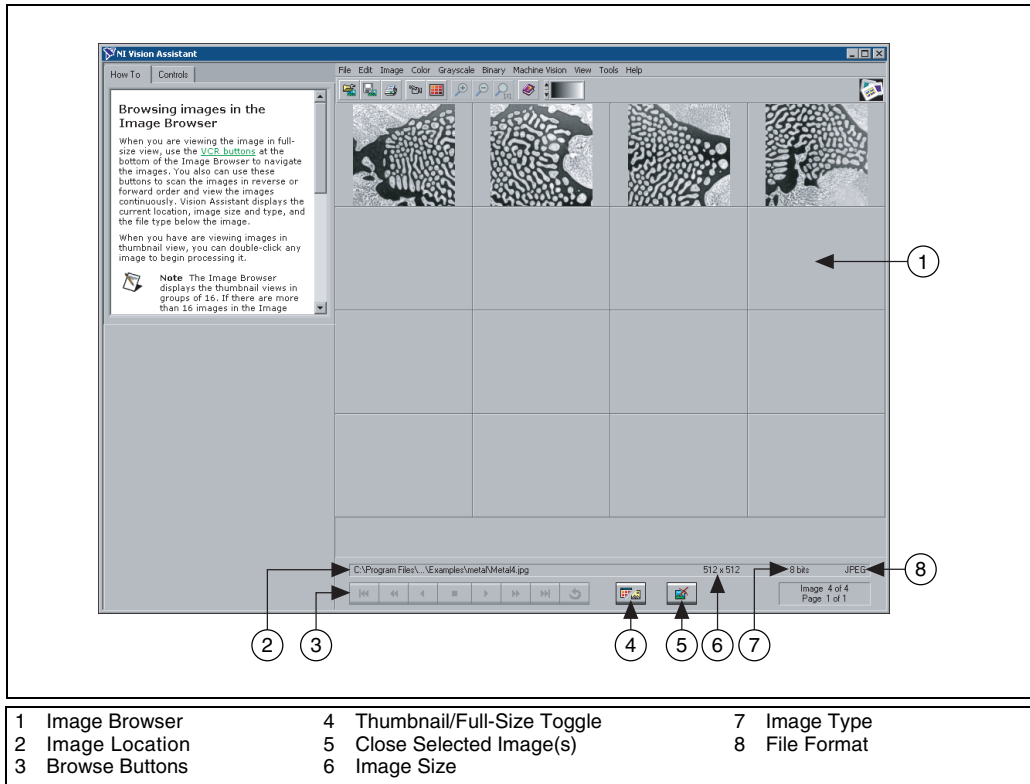 NI Vision Assistant
How To Controls
File Edit Image Color Grayscale Binary Machine Vision View Tools Help
Browsing images in the
Image Browser
When you are viewing the image in full-
size view, use the VCR buttons at the
bottom of the Image Browser to navigate
the images. You also can use these
buttons to scan the images in reverse or
forward order and view the images
continuously. Vision Assistant displays the
current location, image size and type, and
the file type below the image.
When you have are viewing images in
thumbnail view, you can double-click any
image to begin processing it.
Note The Image Browser
displays the thumbnail views in
groups of 16. If there are more
than 16 images in the Image
1
C:\Program Files\...\Examples\metal\Metal4.jpg 512 x 512 8 bits JPEG
8
Image 4 of 4
Page 1 of 1
2 3 4 5 6 7
1 Image Browser
2 Image Location
3 Browse Buttons
4 Thumbnail/Full-Size Toggle
5 Close Selected Image(s)
6 Image Size
7 Image Type
8 File Format